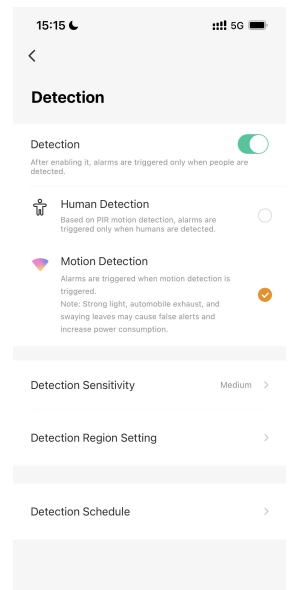 15:15
5G
Detection
Detection
After enabling it, alarms are triggered only when people are
detected.
Human Detection
Based on PIR motion detection, alarms are
triggered only when humans are detected.
Motion Detection
Alarms are triggered when motion detection is
triggered.
Note: Strong light, automobile exhaust, and
swaying leaves may cause false alerts and
increase power consumption.
Detection Sensitivity
Medium
Detection Region Setting
Detection Schedule